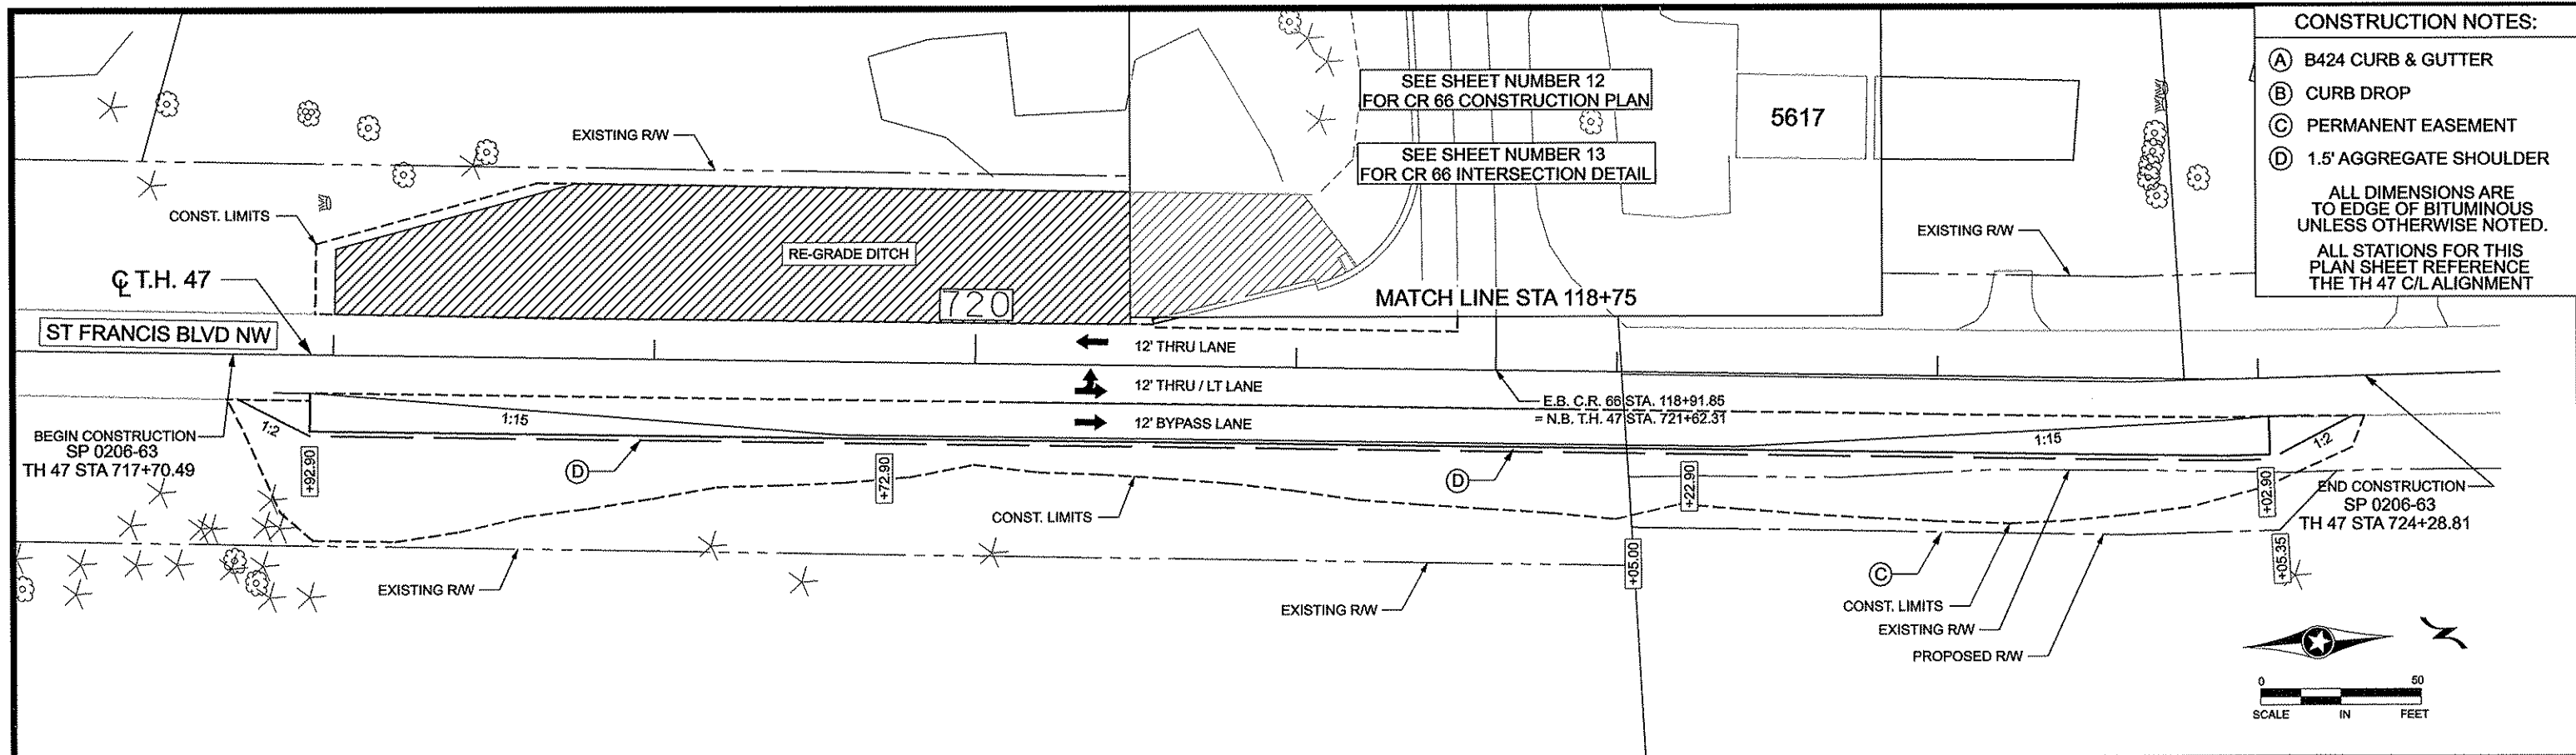 CONSTRUCTION NOTES:
A B424 CURB & GUTTER
B CURB DROP
C PERMANENT EASEMENT
D 1.5' AGGREGATE SHOULDER
ALL DIMENSIONS ARE
TO EDGE OF BITUMINOUS
UNLESS OTHERWISE NOTED.
ALL STATIONS FOR THIS
PLAN SHEET REFERENCE
THE TH 47 C/L ALIGNMENT
SEE SHEET NUMBER 12
FOR CR 66 CONSTRUCTION PLAN
5617
EXISTING R/W
SEE SHEET NUMBER 13
FOR CR 66 INTERSECTION DETAIL
CONST. LIMITS
EXISTING R/W
RE-GRADE DITCH
℄ T.H. 47
720
MATCH LINE STA 118+75
ST FRANCIS BLVD NW
12' THRU LANE
12' THRU / LT LANE
E.B. C.R. 66 STA. 118+91.85
= N.B. T.H. 47 STA. 721+62.31
12' BYPASS LANE
1:2
1:15
1:15
1:2
BEGIN CONSTRUCTION
SP 0206-63
TH 47 STA 717+70.49
+92.90
D
+72.90
D
+22.90
+02.90
END CONSTRUCTION
SP 0206-63
TH 47 STA 724+28.81
CONST. LIMITS
+05.00
+05.35
C
EXISTING R/W
EXISTING R/W
CONST. LIMITS
EXISTING R/W
PROPOSED R/W
0 50
SCALE IN FEET